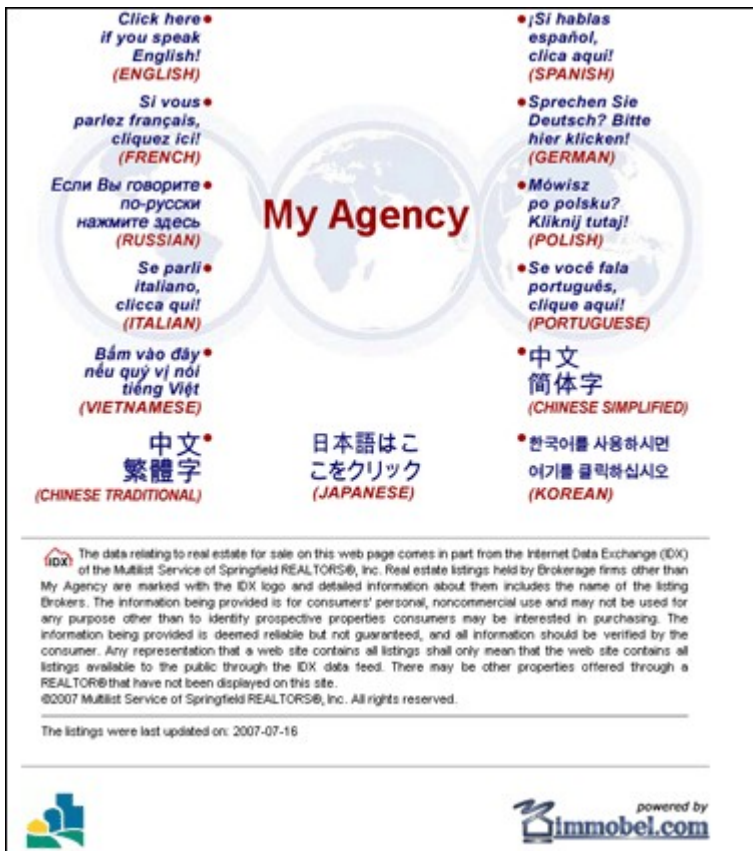 Click here
if you speak
English!
(ENGLISH)
¡Si hablas
español,
clica aquí!
(SPANISH)
Si vous
parlez français,
cliquez ici!
(FRENCH)
Sprechen Sie
Deutsch? Bitte
hier klicken!
(GERMAN)
Если Вы говорите
по-русски
нажмите здесь
(RUSSIAN)
My Agency
Mówisz
po polsku?
Kliknij tutaj!
(POLISH)
Se parli
italiano,
clicca qui!
(ITALIAN)
Se você fala
português,
clique aqui!
(PORTUGUESE)
Bấm vào đây
nếu quý vị nói
tiếng Việt
(VIETNAMESE)
中文
简体字
(CHINESE SIMPLIFIED)
中文
繁體字
(CHINESE TRADITIONAL)
日本語はこ
こをクリック
(JAPANESE)
한국어를 사용하시면
여기를 클릭하십시오
(KOREAN)
IDX The data relating to real estate for sale on this web page comes in part from the Internet Data Exchange (IDX)
of the Multilist Service of Springfield REALTORS®, Inc. Real estate listings held by Brokerage firms other than
My Agency are marked with the IDX logo and detailed information about them includes the name of the listing
Brokers. The information being provided is for consumers' personal, noncommercial use and may not be used for
any purpose other than to identify prospective properties consumers may be interested in purchasing. The
information being provided is deemed reliable but not guaranteed, and all information should be verified by the
consumer. Any representation that a web site contains all listings shall only mean that the web site contains all
listings available to the public through the IDX data feed. There may be other properties offered through a
REALTOR® that have not been displayed on this site.
©2007 Multilist Service of Springfield REALTORS®, Inc. All rights reserved.
The listings were last updated on: 2007-07-16
powered by
immobel.com